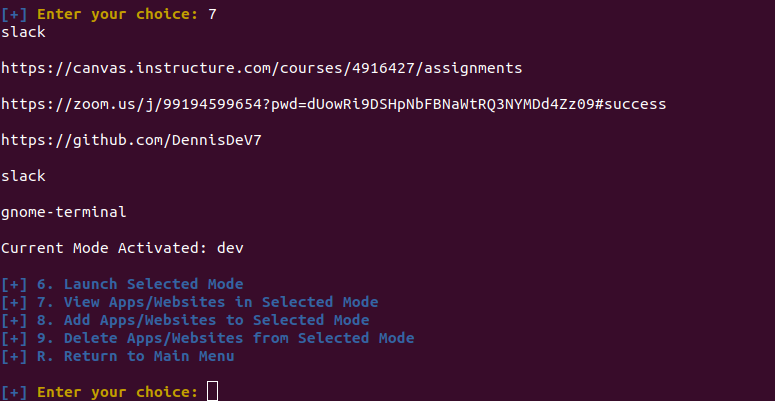 [+] Enter your choice: 7
slack
https://canvas.instructure.com/courses/4916427/assignments
https://zoom.us/j/99194599654?pwd=dUowRi9DSHpNbFBNaWtRQ3NYMDd4Zz09#success
https://github.com/DennisDeV7
slack
gnome-terminal
Current Mode Activated: dev
[+] 6. Launch Selected Mode
[+] 7. View Apps/Websites in Selected Mode
[+] 8. Add Apps/Websites to Selected Mode
[+] 9. Delete Apps/Websites from Selected Mode
[+] R. Return to Main Menu
[+] Enter your choice: